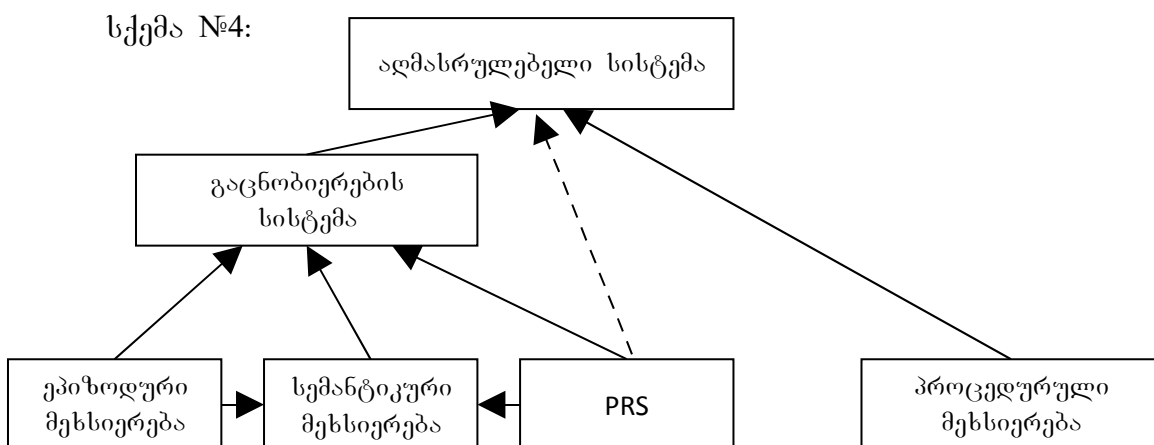 სქემა №4:
აღმასრულებელი სისტემა
გაცნობიერების
სისტემა
ეპიზოდური
მეხსიერება
სემანტიკური
მეხსიერება
PRS
პროცედურული
მეხსიერება